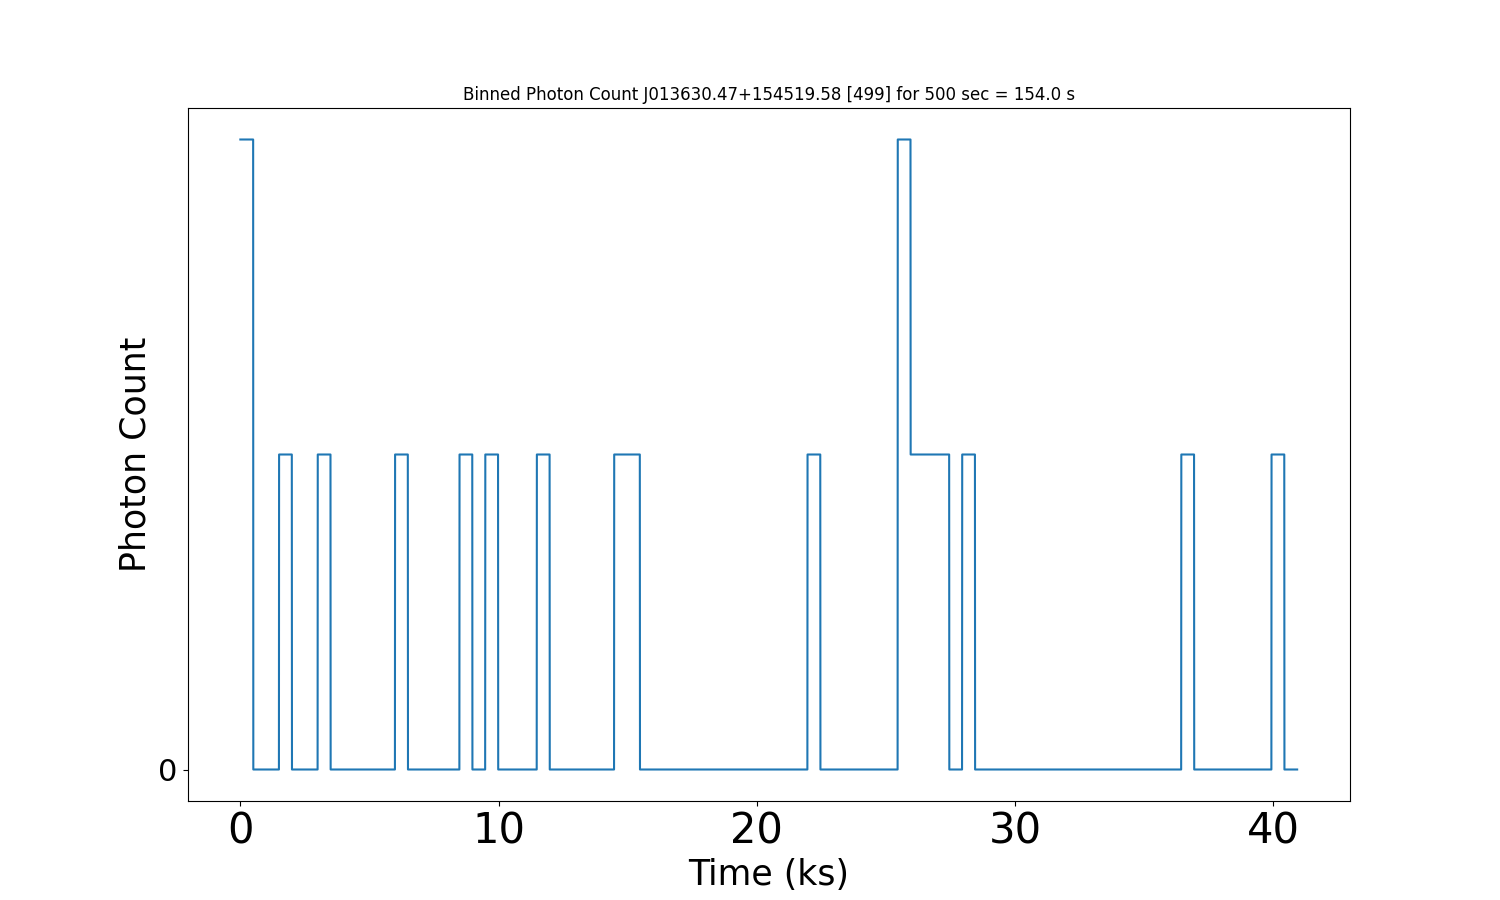 Binned Photon Count J013630.47+154519.58 [499] for 500 sec = 154.0 s
Photon Count
0
0 10 20 30 40
Time (ks)